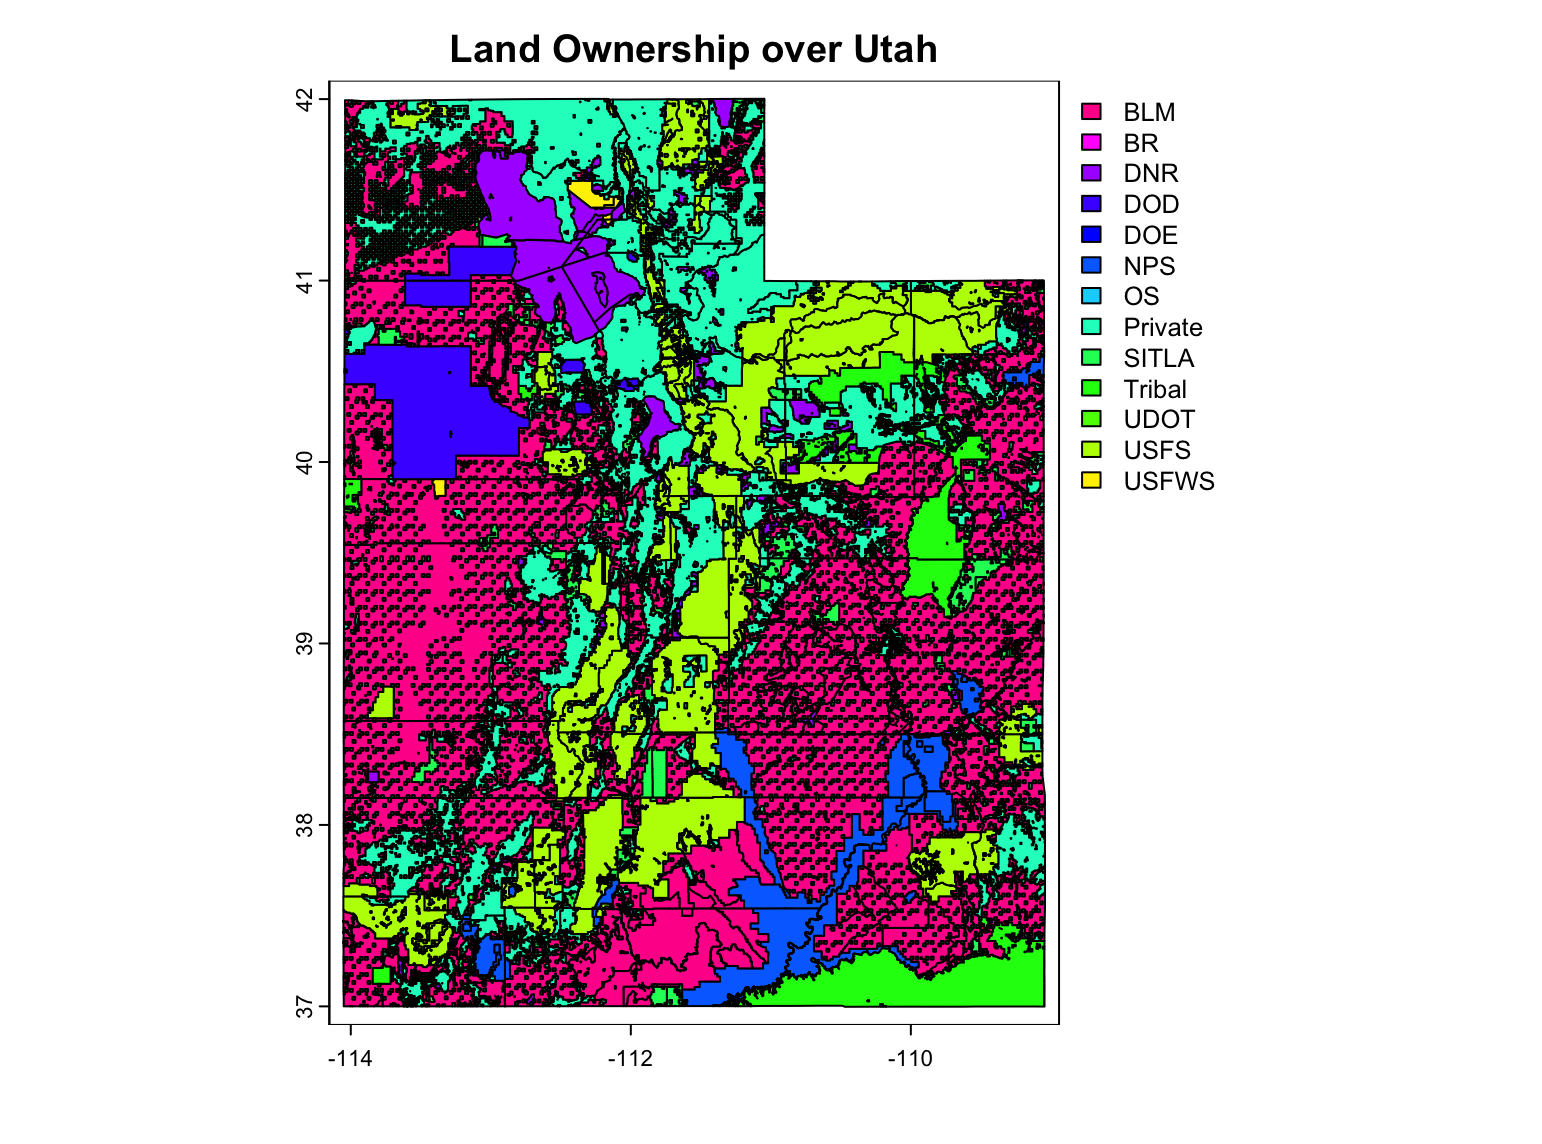 Land Ownership over Utah
42
41
40
39
38
37
-114
-112
-110
BLM
BR
DNR
DOD
DOE
NPS
OS
Private
SITLA
Tribal
UDOT
USFS
USFWS